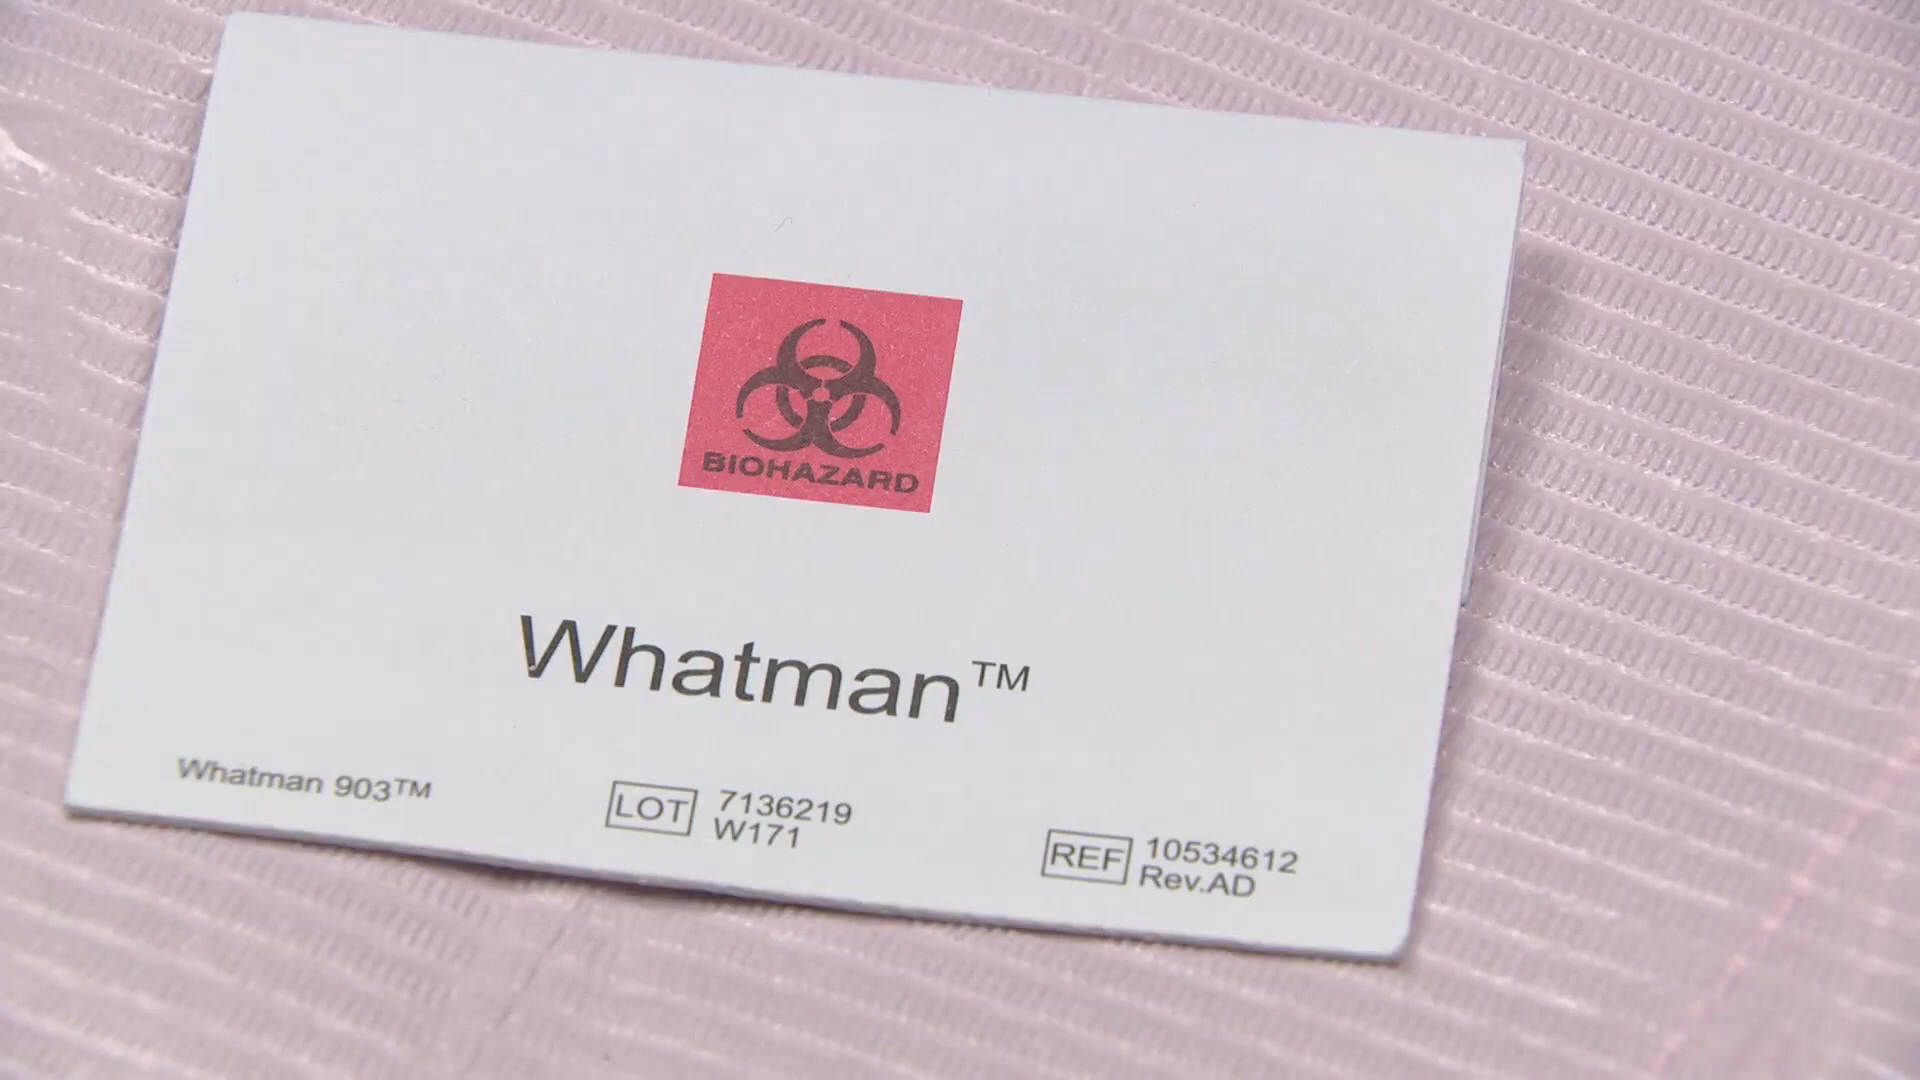 BIOHAZARD
Whatman™
Whatman 903™
LOT 7136219
W171
REF 10534612
Rev.AD